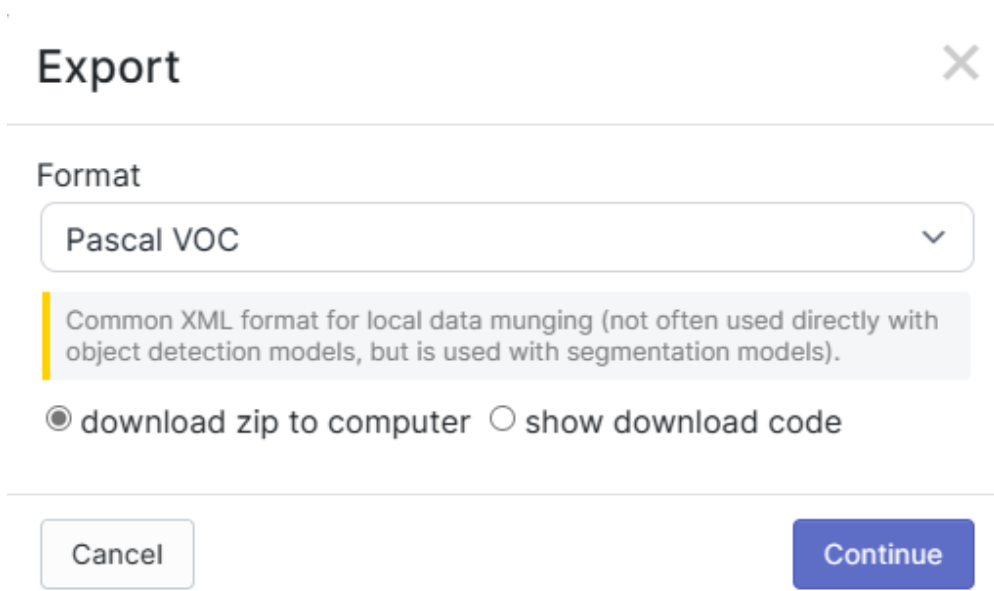 Export
Format
Pascal VOC
Common XML format for local data munging (not often used directly with
object detection models, but is used with segmentation models).
download zip to computer show download code
Cancel Continue